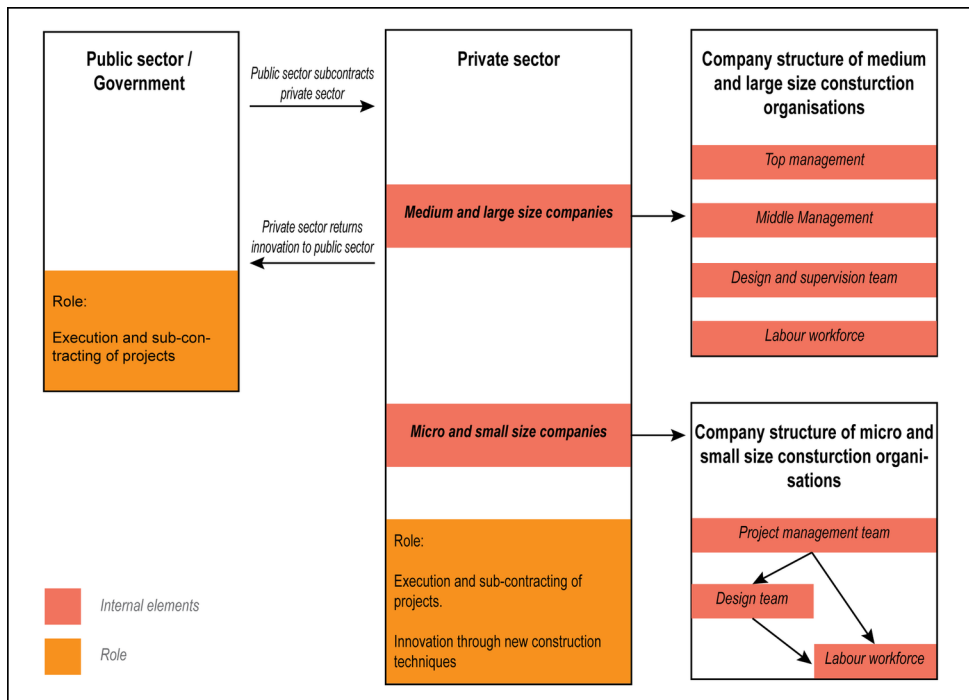 Public sector /
Government
Role:
Execution and sub-con-
tracting of projects
Public sector subcontracts
private sector
Private sector returns
innovation to public sector
Private sector
Medium and large size companies
Micro and small size companies
Role:
Execution and sub-contracting of
projects.
Innovation through new construction
techniques
Company structure of medium
and large size consturction
organisations
Top management
Middle Management
Design and supervision team
Labour workforce
Company structure of micro and
small size consturction organi-
sations
Project management team
Design team
Labour workforce
Internal elements
Role